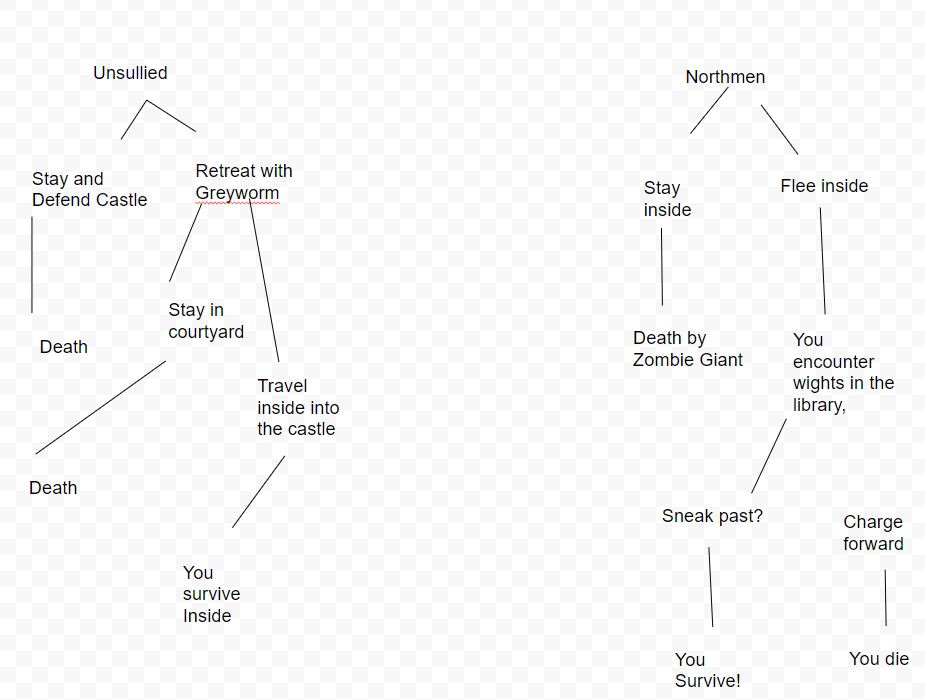 Unsullied
Stay and
Defend Castle
Retreat with
Greyworm
Death
Stay in
courtyard
Travel
inside into
the castle
Death
You
survive
Inside
Northmen
Stay
inside
Flee inside
Death by
Zombie Giant
You
encounter
wights in the
library,
Sneak past?
Charge
forward
You
Survive!
You die